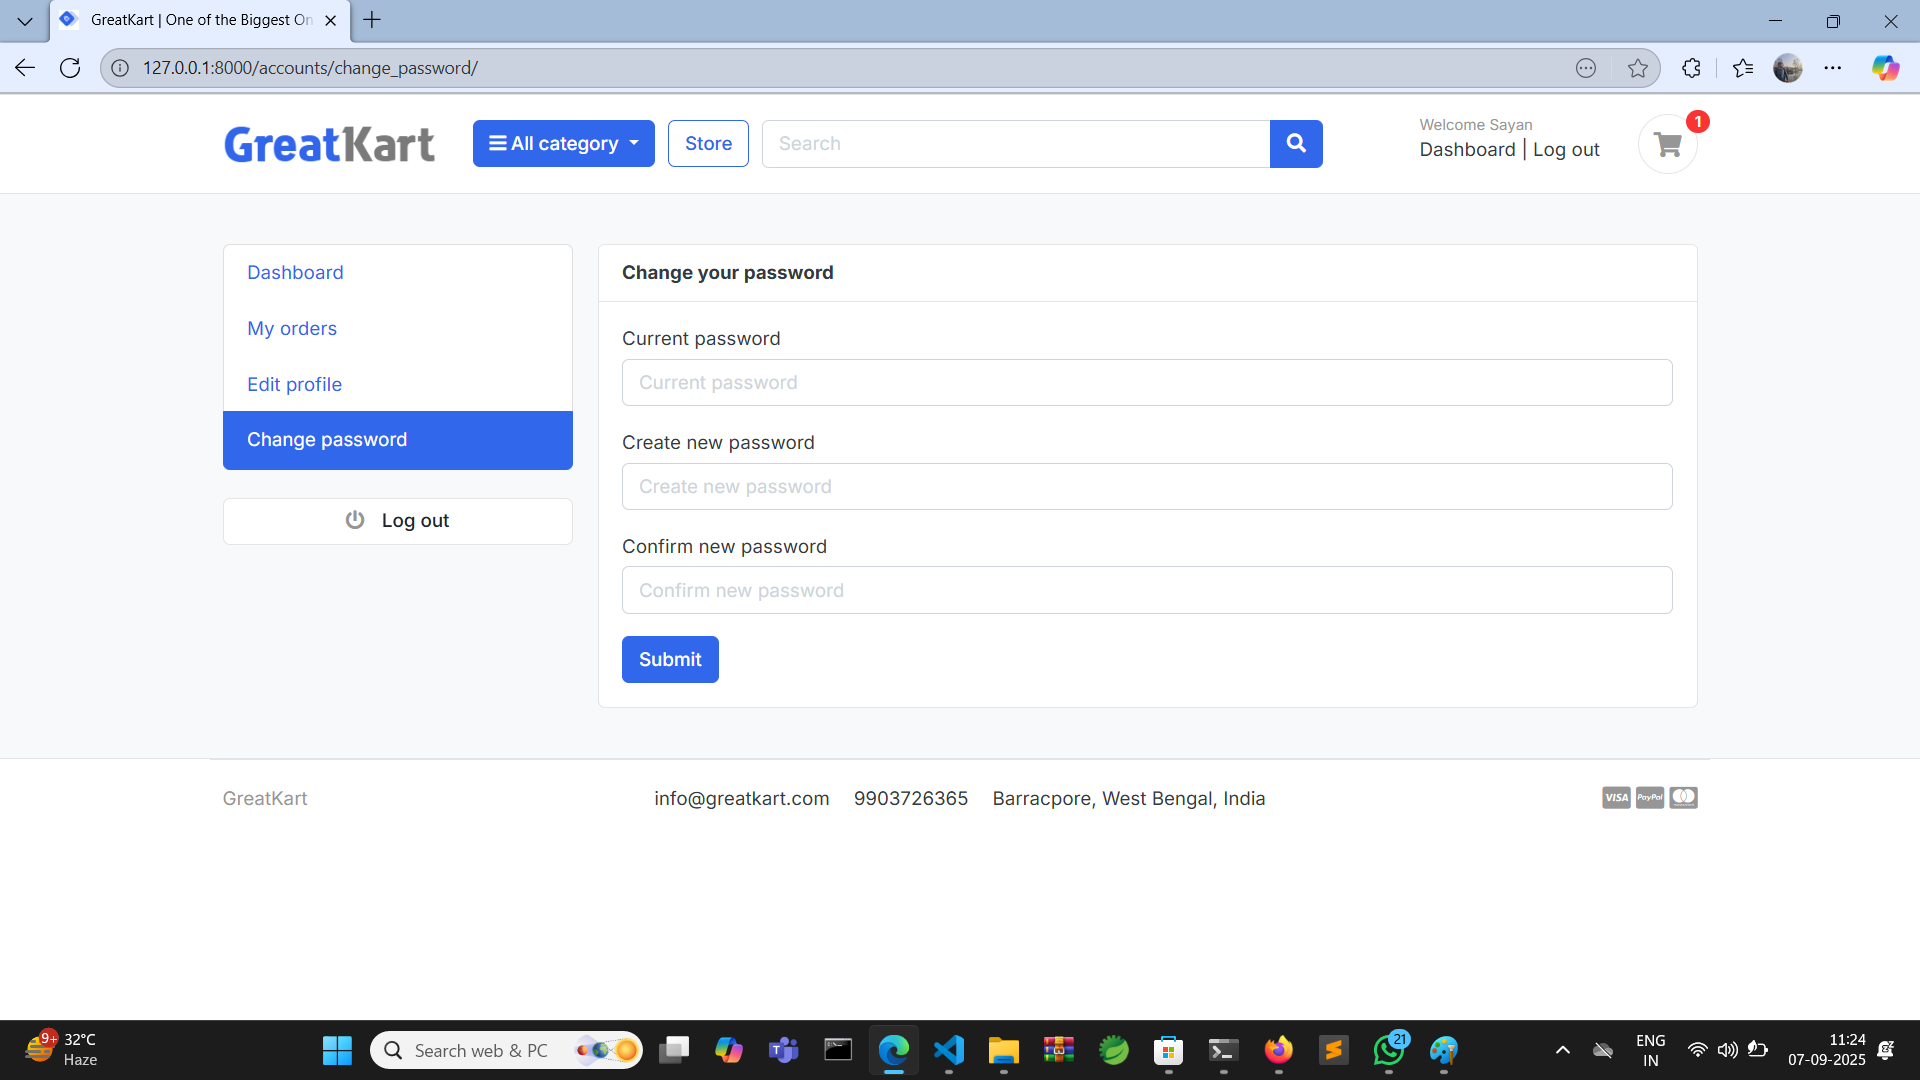 GreatKart | One of the Biggest On
127.0.0.1:8000/accounts/change_password/
GreatKart
All category
Store
Search
Welcome Sayan
Dashboard | Log out
1
Dashboard
My orders
Edit profile
Change password
Log out
Change your password
Current password
Current password
Create new password
Create new password
Confirm new password
Confirm new password
Submit
GreatKart
info@greatkart.com 9903726365 Barracpore, West Bengal, India
VISA PayPal
9+
32°C
Haze
Search web & PC
21
ENG
IN
11:24
07-09-2025